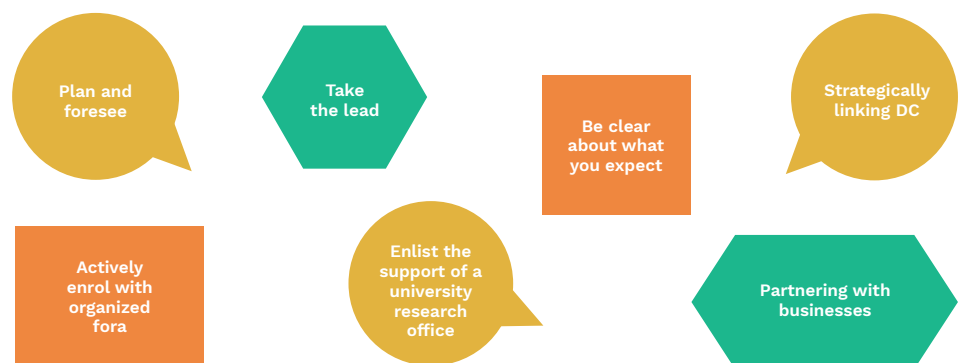 Plan and
foresee
Take
the lead
Be clear
about what
you expect
Strategically
linking DC
Actively
enrol with
organized
fora
Enlist the
support of a
university
research
office
Partnering with
businesses